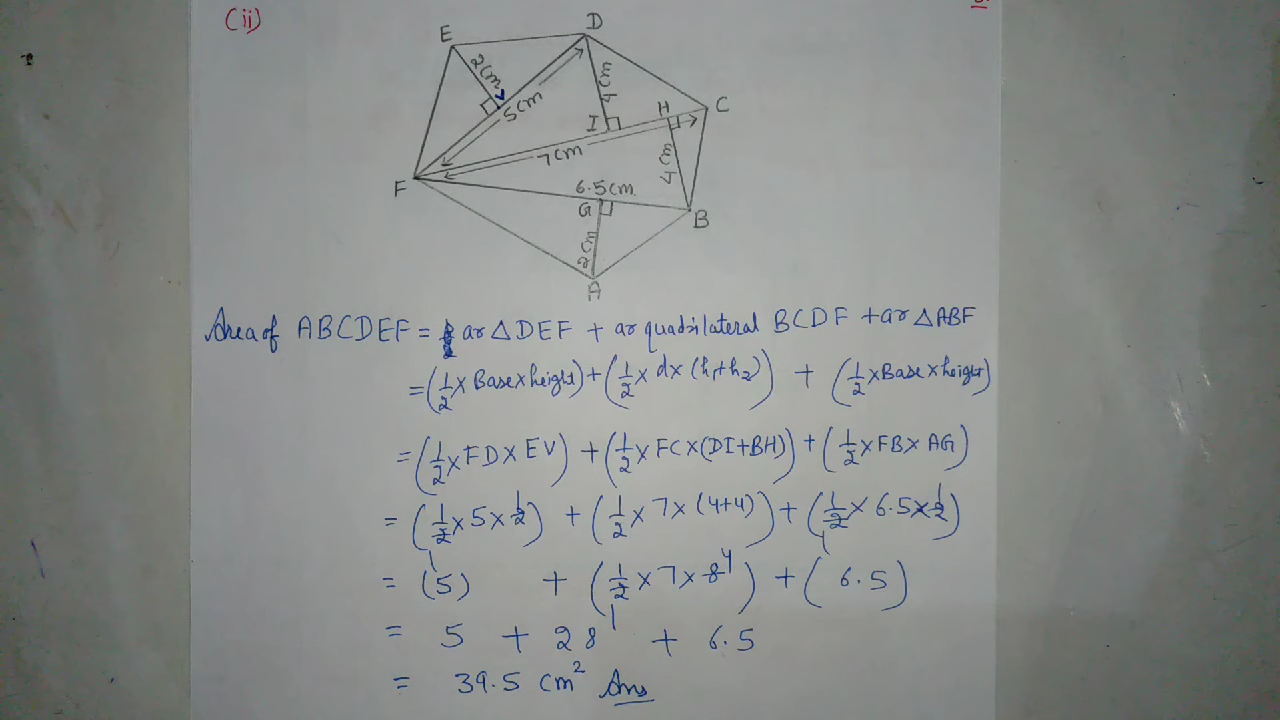 (ii)
D
E
2cm
5cm
4cm
C
H
I
7cm
4cm
F
6.5cm
G
B
2cm
A
Area of ABCDEF = ar △DEF + ar quadrilateral BCDF + ar △ABF
= (1/2 × Base × height) + (1/2 × d × (h₁+h₂)) + (1/2 × Base × height)
= (1/2 × FD × EV) + (1/2 × FC × (DI+BH)) + (1/2 × FB × AG)
= (1/2 × 5 × 2) + (1/2 × 7 × (4+4)) + (1/2 × 6.5 × 2)
= (5) + (1/2 × 7 × 8) + (6.5)
= 5 + 28 + 6.5
= 39.5 cm² Ans